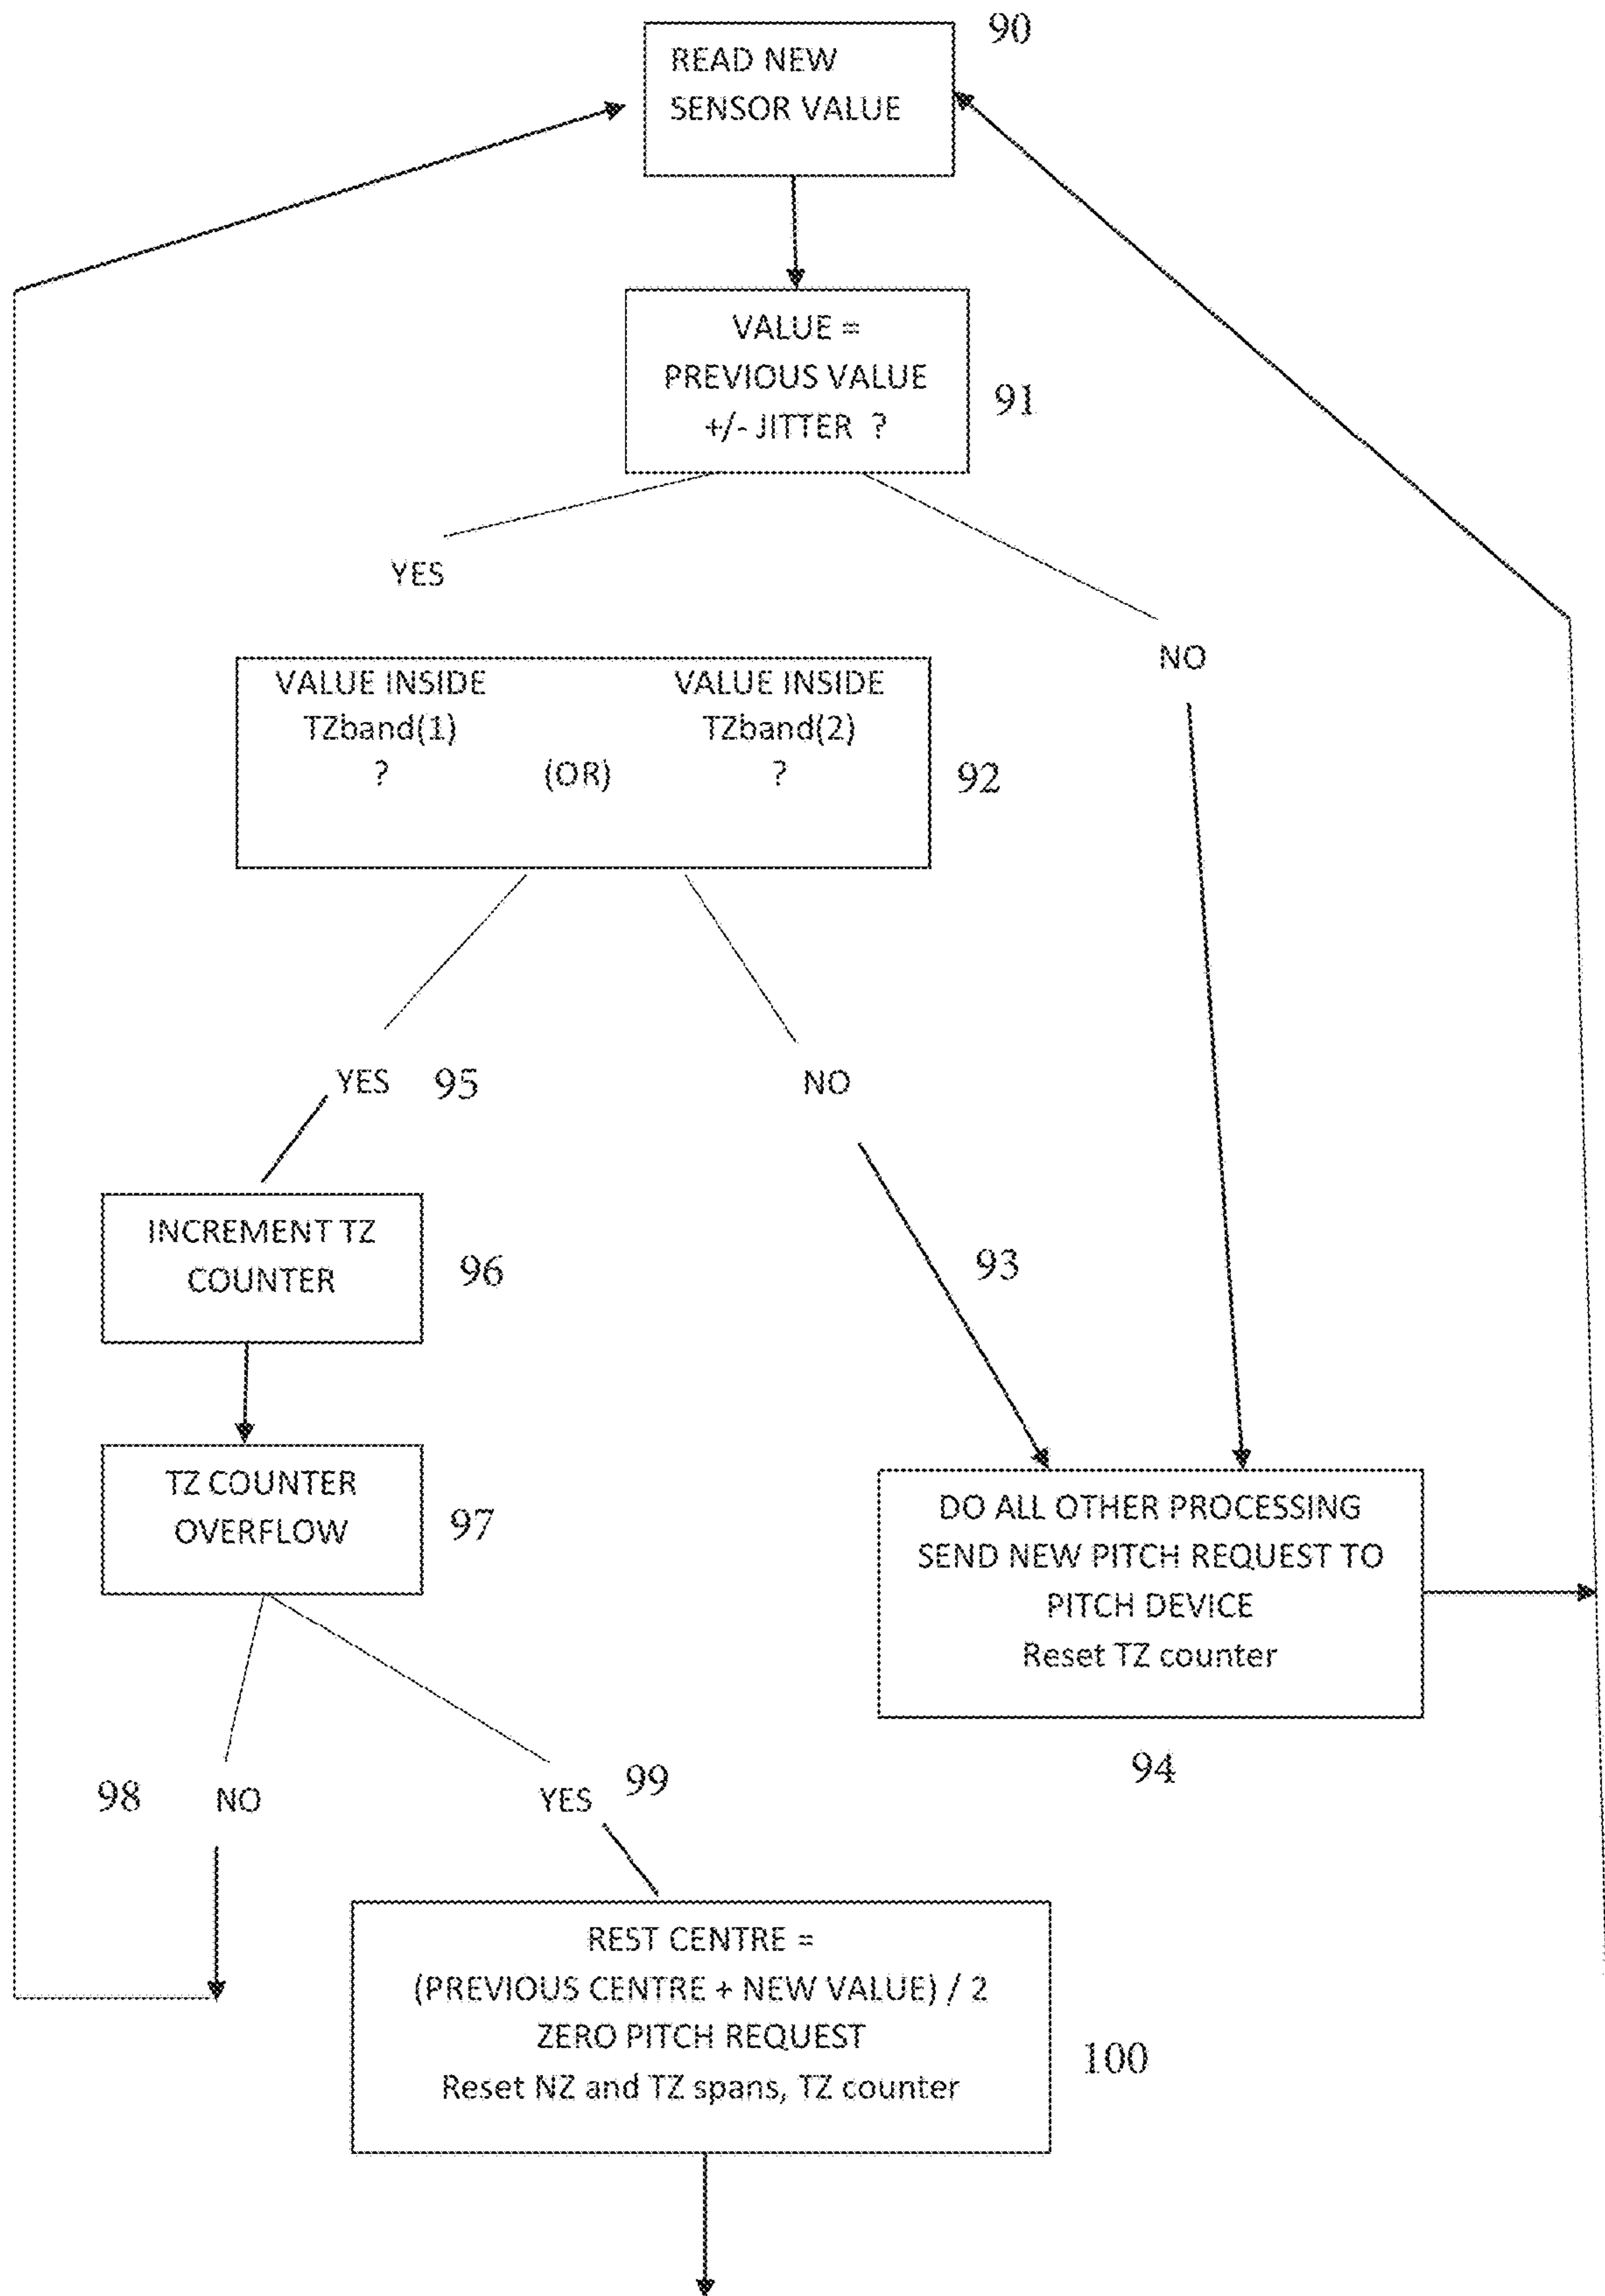 90
READ NEW
SENSOR VALUE
VALUE =
PREVIOUS VALUE
+/- JITTER ?
91
YES
NO
VALUE INSIDE VALUE INSIDE
TZband(1) TZband(2)
? (OR) ?
92
YES 95
NO
INCREMENT TZ
COUNTER
96
93
TZ COUNTER
OVERFLOW
97
DO ALL OTHER PROCESSING
SEND NEW PITCH REQUEST TO
PITCH DEVICE
Reset TZ counter
94
98 NO
YES 99
REST CENTRE =
(PREVIOUS CENTRE + NEW VALUE) / 2
ZERO PITCH REQUEST
Reset NZ and TZ spans, TZ counter
100